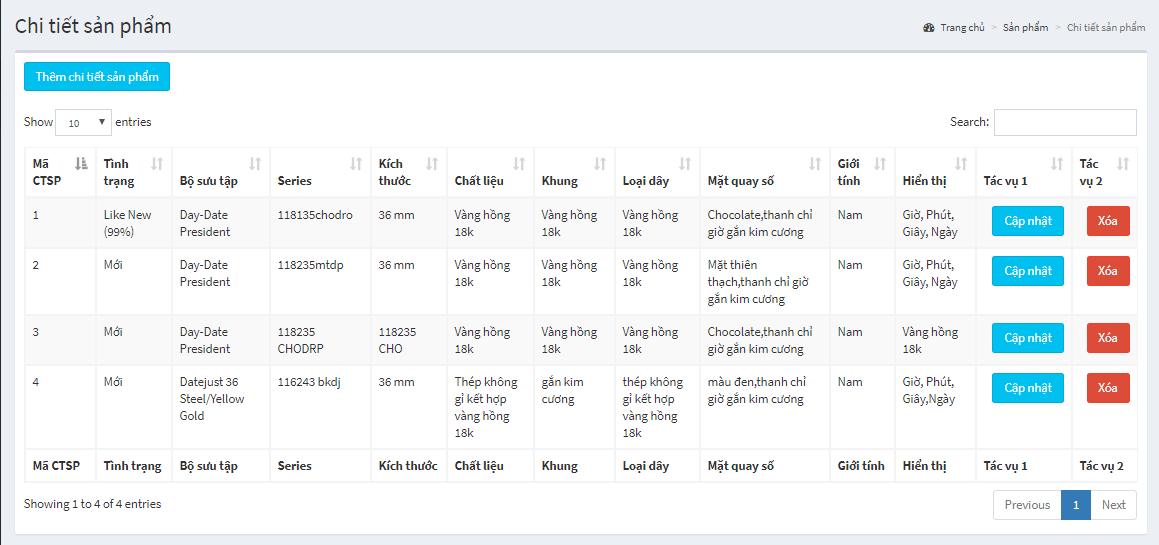 Chi tiết sản phẩm
Trang chủ > Sản phẩm > Chi tiết sản phẩm
Thêm chi tiết sản phẩm
Show 10 entries
Search:
Mã CTSP Tình trạng Bộ sưu tập Series Kích thước Chất liệu Khung Loại dây Mặt quay số Giới tính Hiển thị Tác vụ 1 Tác vụ 2
1 Like New (99%) Day-Date President 118135chodro 36 mm Vàng hồng 18k Vàng hồng 18k Vàng hồng 18k Chocolate,thanh chỉ giờ gắn kim cương Nam Giờ, Phút, Giây, Ngày Cập nhật Xóa
2 Mới Day-Date President 118235mtdp 36 mm Vàng hồng 18k Vàng hồng 18k Vàng hồng 18k Mặt thiên thạch,thanh chỉ giờ gắn kim cương Nam Giờ, Phút, Giây, Ngày Cập nhật Xóa
3 Mới Day-Date President 118235 CHODRP 118235 CHO Vàng hồng 18k Vàng hồng 18k Vàng hồng 18k Chocolate,thanh chỉ giờ gắn kim cương Nam Vàng hồng 18k Cập nhật Xóa
4 Mới Datejust 36 Steel/Yellow Gold 116243 bkdj 36 mm Thép không gỉ kết hợp vàng hồng 18k gắn kim cương thép không gỉ kết hợp vàng hồng 18k màu đen,thanh chỉ giờ gắn kim cương Nam Giờ, Phút, Giây,Ngày Cập nhật Xóa
Mã CTSP Tình trạng Bộ sưu tập Series Kích thước Chất liệu Khung Loại dây Mặt quay số Giới tính Hiển thị Tác vụ 1 Tác vụ 2
Showing 1 to 4 of 4 entries
Previous 1 Next